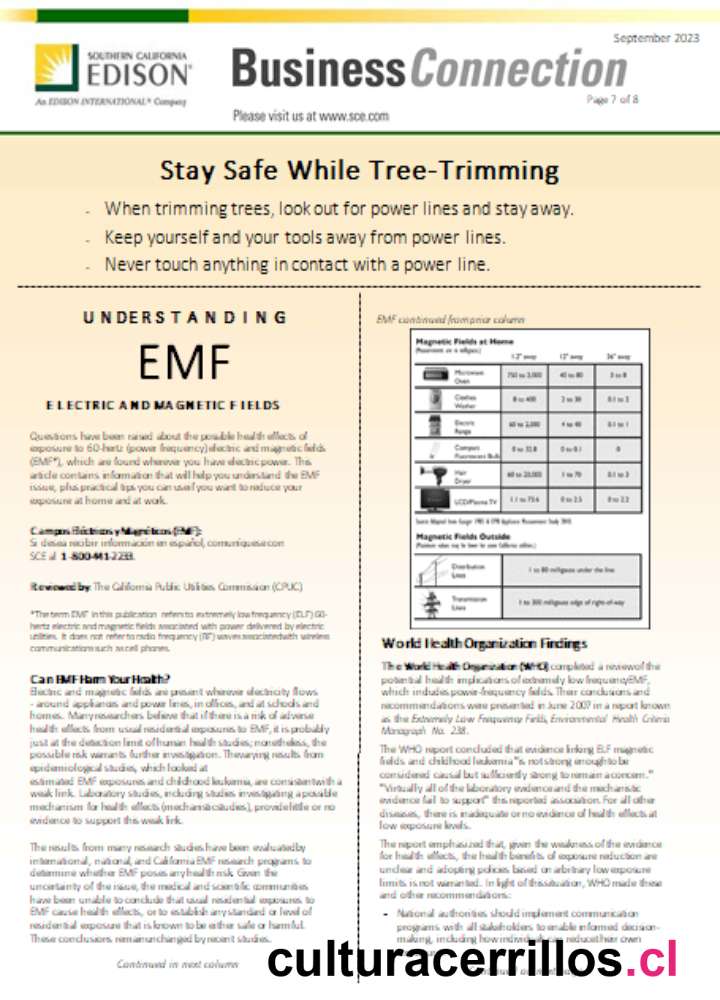 September 2023
SOUTHERN CALIFORNIA
EDISON
An EDISON INTERNATIONAL® Company
Business Connection
Page 7 of 8
Please visit us at www.sce.com
Stay Safe While Tree-Trimming
- When trimming trees, look out for power lines and stay away.
- Keep yourself and your tools away from power lines.
- Never touch anything in contact with a power line.
UNDERSTANDING
EMF
ELECTRIC AND MAGNETIC FIELDS
Questions have been raised about the possible health effects of
exposure to 60-hertz (power frequency) electric and magnetic fields
(EMF*), which are found wherever you have electric power. This
article contains information that will help you understand the EMF
issue, plus practical tips you can use if you want to reduce your
exposure at home and at work.
Campos Eléctricos y Magnéticos (EMF):
Si desea recibir información en español, comuníquese con
SCE al 1-800-441-2233.
Reviewed by: The California Public Utilities Commission (CPUC)
*The term EMF in this publication refers to extremely low frequency (ELF) 60-
hertz electric and magnetic fields associated with power delivered by electric
utilities. It does not refer to radio frequency (RF) waves associated with wireless
communications such as cell phones.
Can EMF Harm Your Health?
Electric and magnetic fields are present wherever electricity flows
- around appliances and power lines, in offices, and at schools and
homes. Many researchers believe that if there is a risk of adverse
health effects from usual residential exposures to EMF, it is probably
just at the detection limit of human health studies; nonetheless, the
possible risk warrants further investigation. The varying results from
epidemiological studies, which looked at
estimated EMF exposures and childhood leukemia, are consistent with a
weak link. Laboratory studies, including studies investigating a possible
mechanism for health effects (mechanistic studies), provide little or no
evidence to support this weak link.
The results from many research studies have been evaluated by
international, national, and California EMF research programs to
determine whether EMF poses any health risk. Given the
uncertainty of the issue, the medical and scientific communities
have been unable to conclude that usual residential exposures to
EMF cause health effects, or to establish any standard or level of
residential exposure that is known to be either safe or harmful.
These conclusions remain unchanged by recent studies.
Continued in next column
EMF continued from prior column
Magnetic Fields at Home
1.2" away 12" away 36" away
Microwave Oven 750 to 2,000 40 to 80 3 to 8
Clothes Washer 8 to 400 2 to 30 0.1 to 2
Electric Range 60 to 2,000 4 to 40 0.1 to 1
Compact Fluorescent Bulb 0 to 32.8 0 to 0.1 0
Hair Dryer 60 to 20,000 1 to 70 0.1 to 3
LCD/Plasma TV 1.1 to 73.6 0 to 2.5 0 to 2.2
Magnetic Fields Outside
Distribution Lines 1 to 80 milligauss under the line
Transmission Lines 1 to 300 milligauss edge of right-of-way
World Health Organization Findings
The World Health Organization (WHO) completed a review of the
potential health implications of extremely low frequency EMF,
which includes power-frequency fields. Their conclusions and
recommendations were presented in June 2007 in a report known
as the Extremely Low Frequency Fields, Environmental Health Criteria
Monograph No. 238.
The WHO report concluded that evidence linking ELF magnetic
fields and childhood leukemia "is not strong enough to be
considered causal but sufficiently strong to remain a concern."
"Virtually all of the laboratory evidence and the mechanistic
evidence fail to support" this reported association. For all other
diseases, there is inadequate or no evidence of health effects at
low exposure levels.
The report emphasized that, given the weakness of the evidence
for health effects, the health benefits of exposure reduction are
unclear and adopting policies based on arbitrary low exposure
limits is not warranted. In light of this situation, WHO made these
and other recommendations:
- National authorities should implement communication
programs with all stakeholders to enable informed decision-
making, including how individuals can reduce their own
culturacerrillos.cl